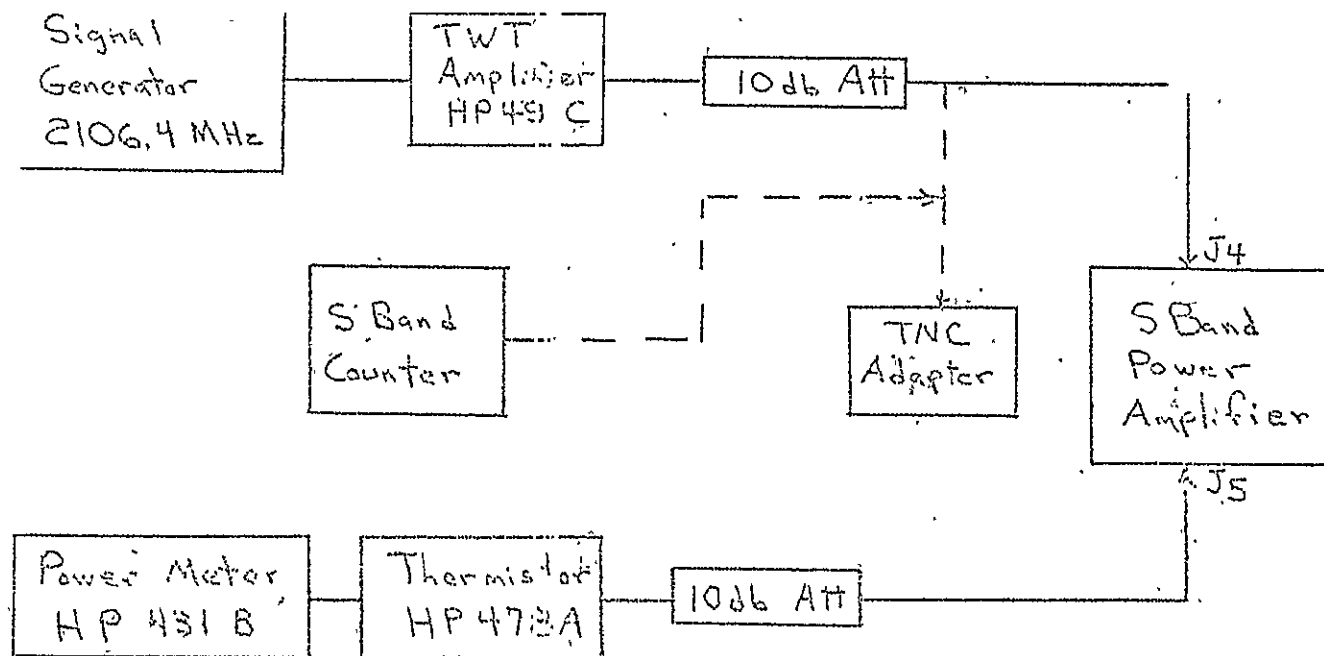 Signal
Generator
2106.4 MHz
TWT
Amplifier
HP 491 C
10db Att
J4
S Band
Counter
TNC
Adapter
S Band
Power
Amplifier
J5
Power Meter
HP 431 B
Thermistor
HP 478A
10db Att